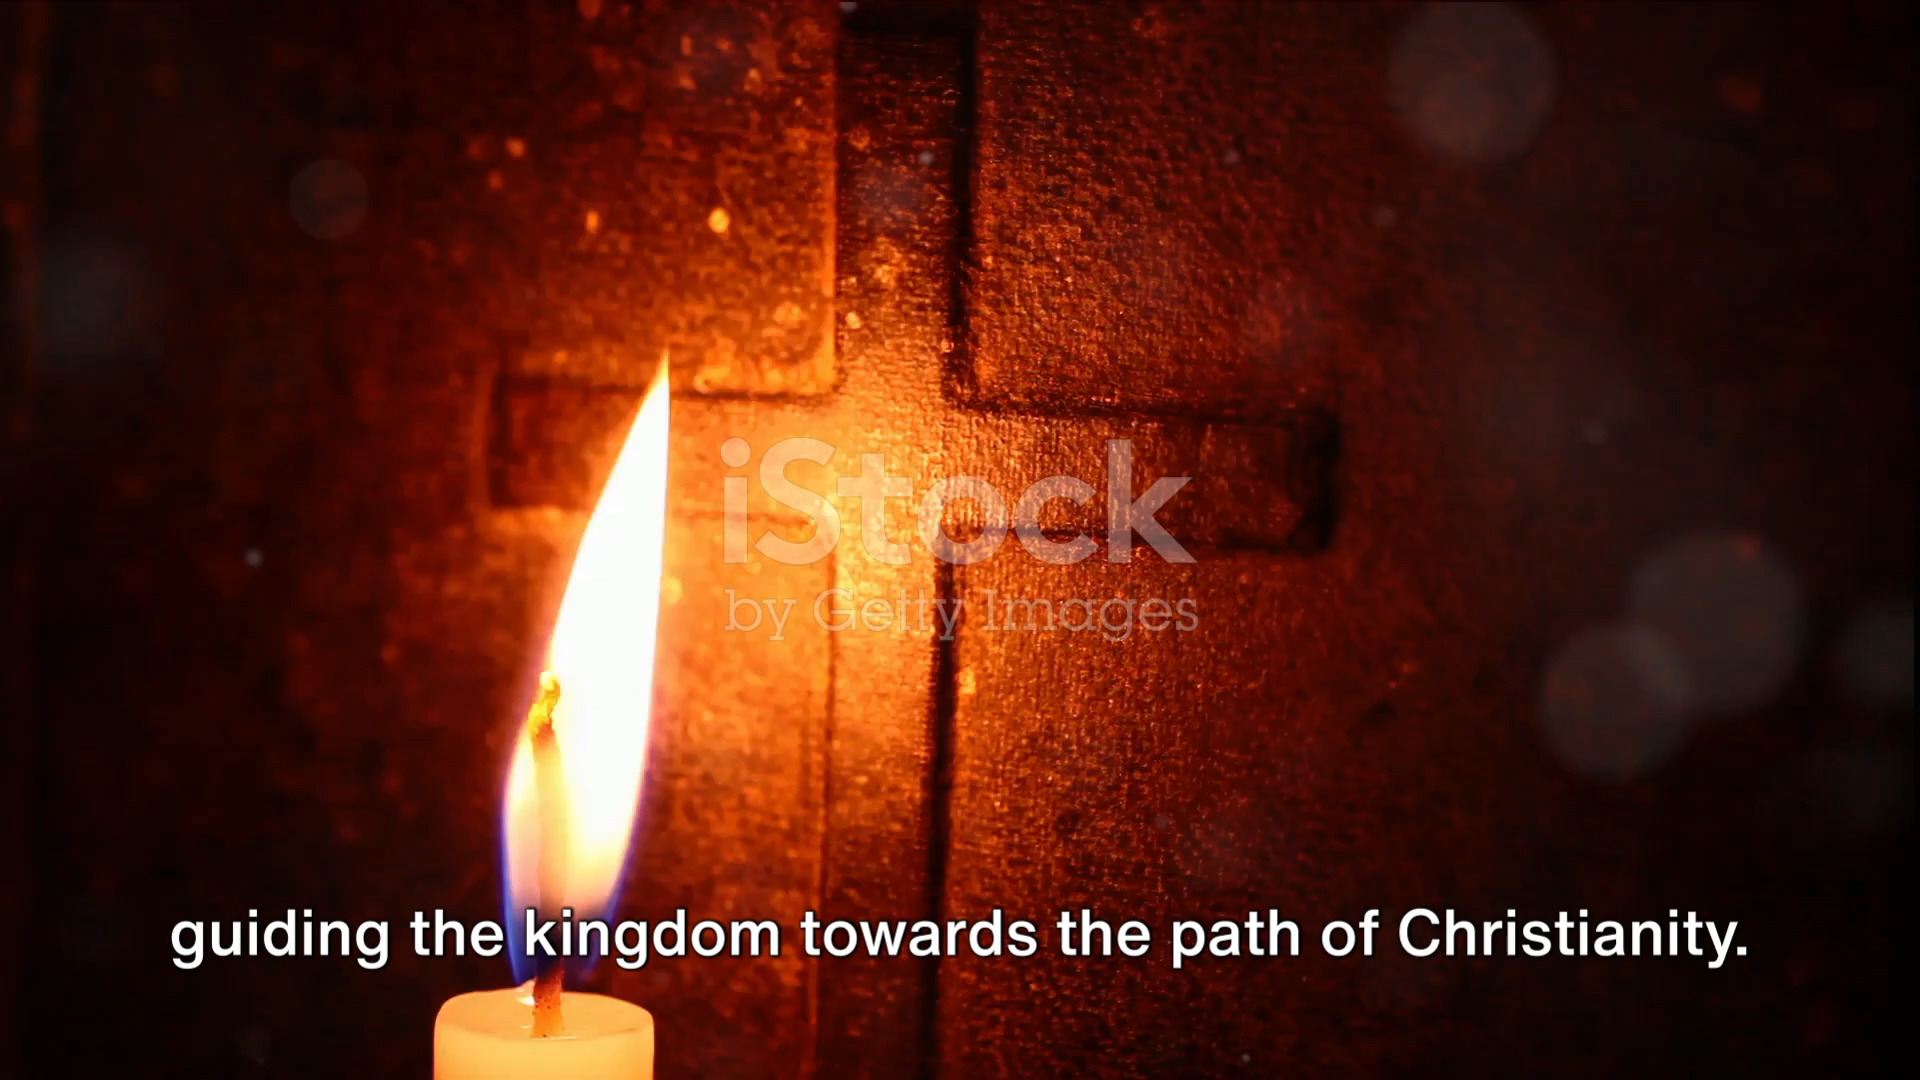 iStock
by Getty Images
guiding the kingdom towards the path of Christianity.